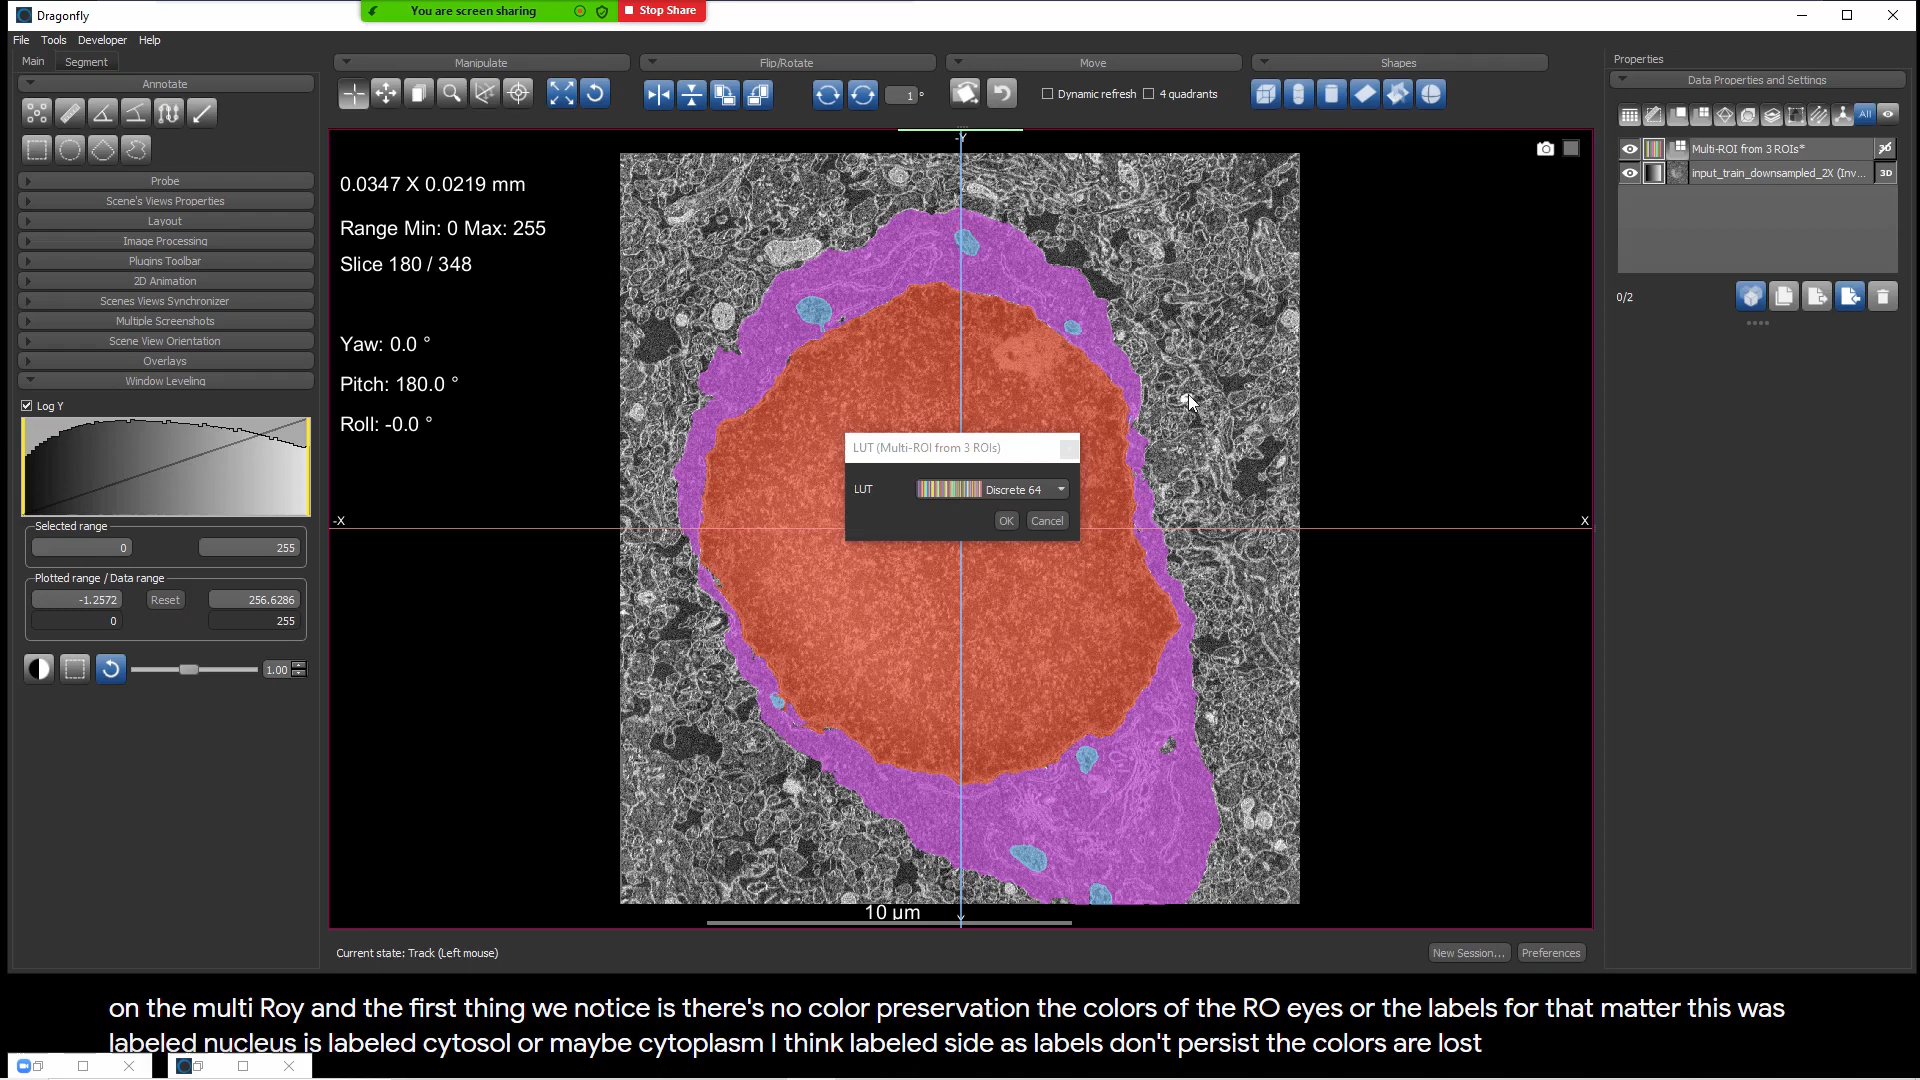 Dragonfly
You are screen sharing
Stop Share
File Tools Developer Help
Main Segment
Annotate
Probe
Scene's Views Properties
Layout
Image Processing
Plugins Toolbar
2D Animation
Scenes Views Synchronizer
Multiple Screenshots
Scene View Orientation
Overlays
Window Leveling
Log Y
Selected range
0 255
Plotted range / Data range
-1.2572 Reset 256.6286
0 255
1.00
Manipulate Flip/Rotate Move Shapes
1° Dynamic refresh 4 quadrants
-Y
0.0347 X 0.0219 mm
Range Min: 0 Max: 255
Slice 180 / 348
Yaw: 0.0 °
Pitch: 180.0 °
Roll: -0.0 °
-X X
LUT (Multi-ROI from 3 ROIs)
LUT Discrete 64
OK Cancel
10 µm
Current state: Track (Left mouse)
New Session... Preferences
Properties
Data Properties and Settings
All
Multi-ROI from 3 ROIs*
input_train_downsampled_2X (Inv... 3D
0/2
on the multi Roy and the first thing we notice is there's no color preservation the colors of the RO eyes or the labels for that matter this was
labeled nucleus is labeled cytosol or maybe cytoplasm I think labeled side as labels don't persist the colors are lost